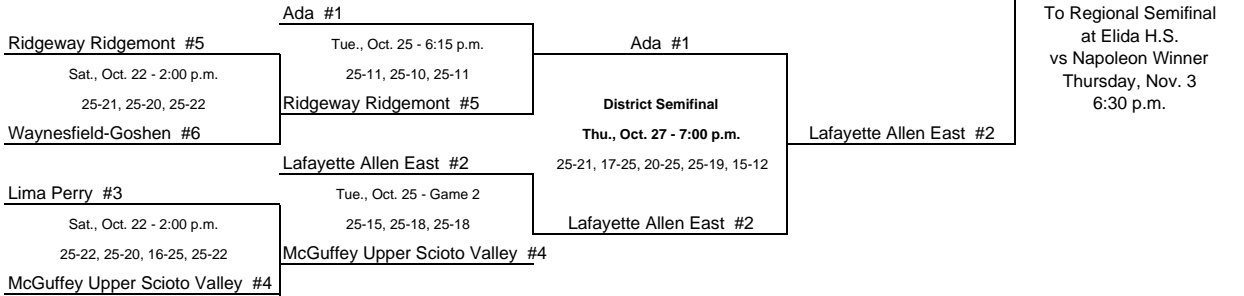 Ada #1
To Regional Semifinal
at Elida H.S.
vs Napoleon Winner
Thursday, Nov. 3
6:30 p.m.
Ridgeway Ridgemont #5
Tue., Oct. 25 - 6:15 p.m.
Ada #1
Sat., Oct. 22 - 2:00 p.m.
25-11, 25-10, 25-11
25-21, 25-20, 25-22
Ridgeway Ridgemont #5
District Semifinal
Waynesfield-Goshen #6
Thu., Oct. 27 - 7:00 p.m.
Lafayette Allen East #2
Lafayette Allen East #2
25-21, 17-25, 20-25, 25-19, 15-12
Lima Perry #3
Tue., Oct. 25 - Game 2
Sat., Oct. 22 - 2:00 p.m.
25-15, 25-18, 25-18
Lafayette Allen East #2
25-22, 25-20, 16-25, 25-22
McGuffey Upper Scioto Valley #4
McGuffey Upper Scioto Valley #4